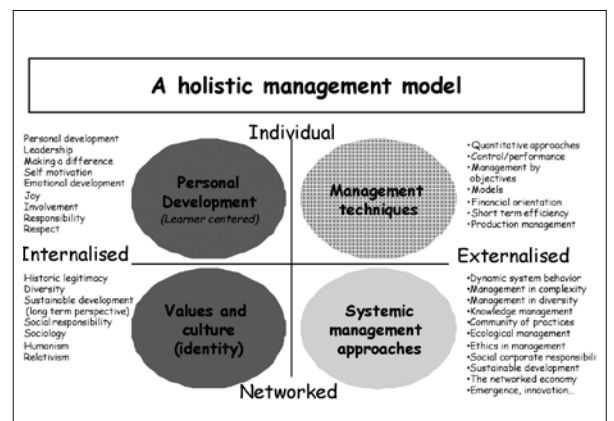 A holistic management model
Individual
Personal development
Leadership
Making a difference
Self motivation
Emotional development
Joy
Involvement
Responsibility
Respect
Personal
Development
(Learner centered)
Management
techniques
•Quantitative approaches
•Control/performance
•Management by
objectives
•Models
•Financial orientation
•Short term efficiency
•Production management
Internalised
Externalised
Historic legitimacy
Diversity
Sustainable development
(long term perspective)
Social responsibility
Sociology
Humanism
Relativism
Values and
culture
(identity)
Systemic
management
approaches
•Dynamic system behavior
•Management in complexity
•Management in diversity
•Knowledge management
•Community of practices
•Ecological management
•Ethics in management
•Social corporate responsibili
•Sustainable development
•The networked economy
•Emergence, innovation...
Networked